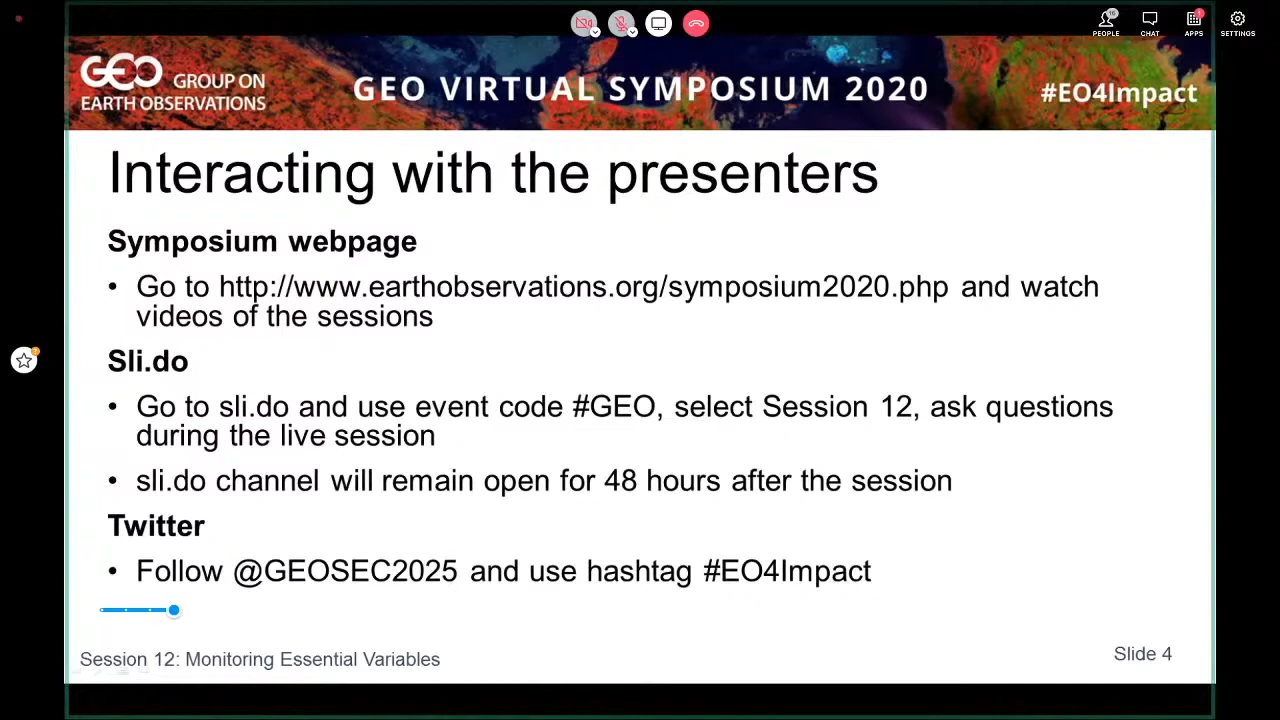 16
1
PEOPLE
CHAT
APPS
SETTINGS
GEO GROUP ON
EARTH OBSERVATIONS
GEO VIRTUAL SYMPOSIUM 2020
#EO4Impact
Interacting with the presenters
Symposium webpage
• Go to http://www.earthobservations.org/symposium2020.php and watch
videos of the sessions
Sli.do
• Go to sli.do and use event code #GEO, select Session 12, ask questions
during the live session
• sli.do channel will remain open for 48 hours after the session
Twitter
• Follow @GEOSEC2025 and use hashtag #EO4Impact
Session 12: Monitoring Essential Variables
Slide 4